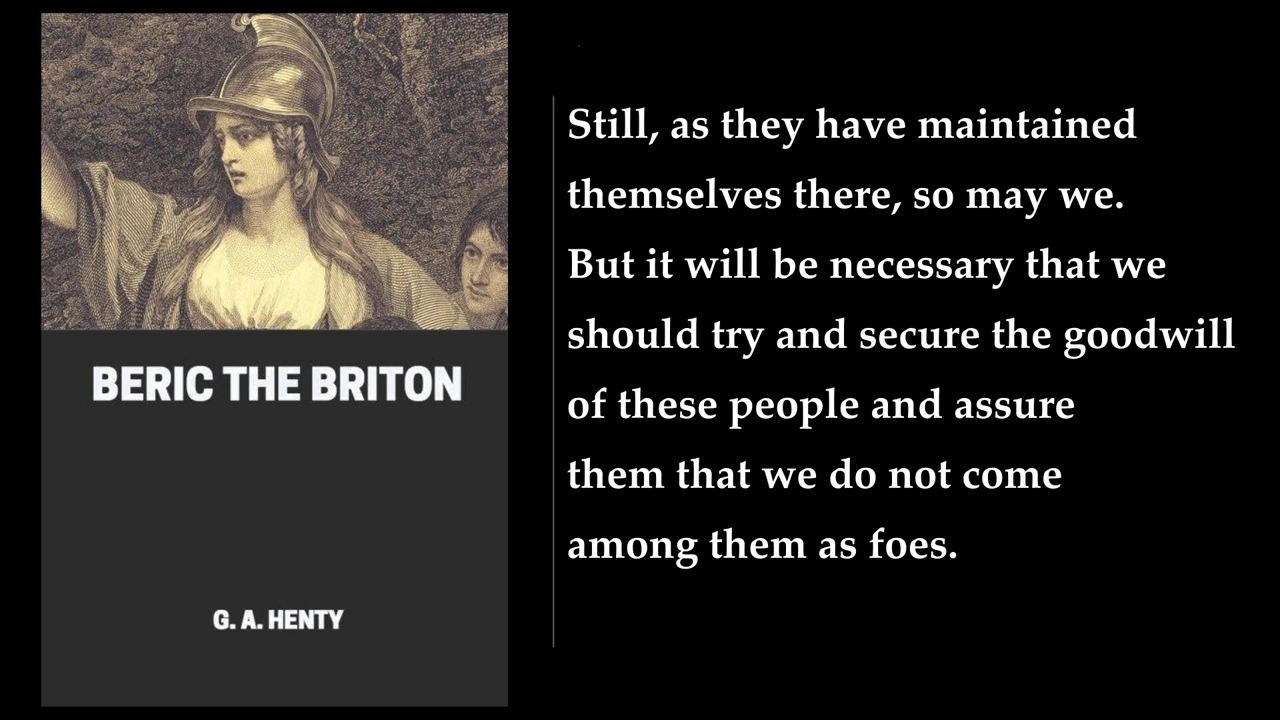 BERIC THE BRITON
G. A. HENTY
Still, as they have maintained
themselves there, so may we.
But it will be necessary that we
should try and secure the goodwill
of these people and assure
them that we do not come
among them as foes.